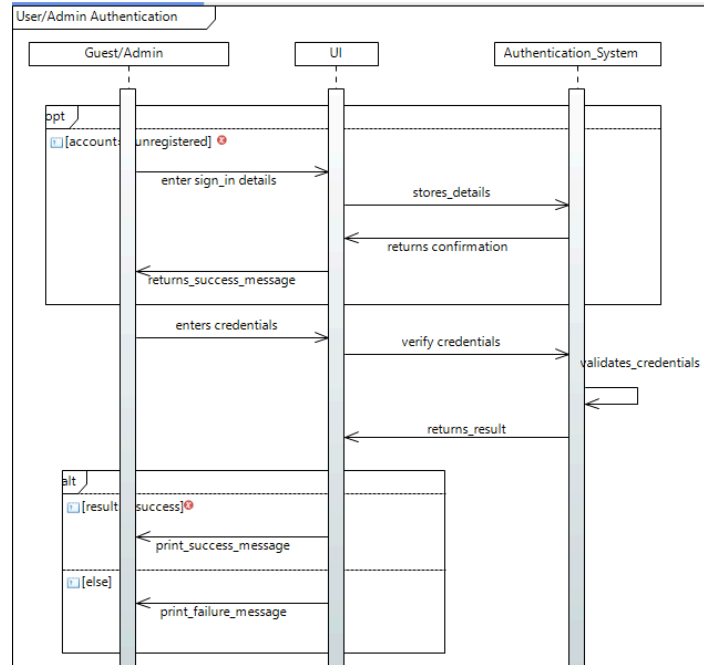 User/Admin Authentication
Guest/Admin
UI
Authentication_System
opt
[account= unregistered]
enter sign_in details
stores_details
returns confirmation
returns_success_message
enters credentials
verify credentials
validates_credentials
returns_result
alt
[result success]
print_success_message
[else]
print_failure_message